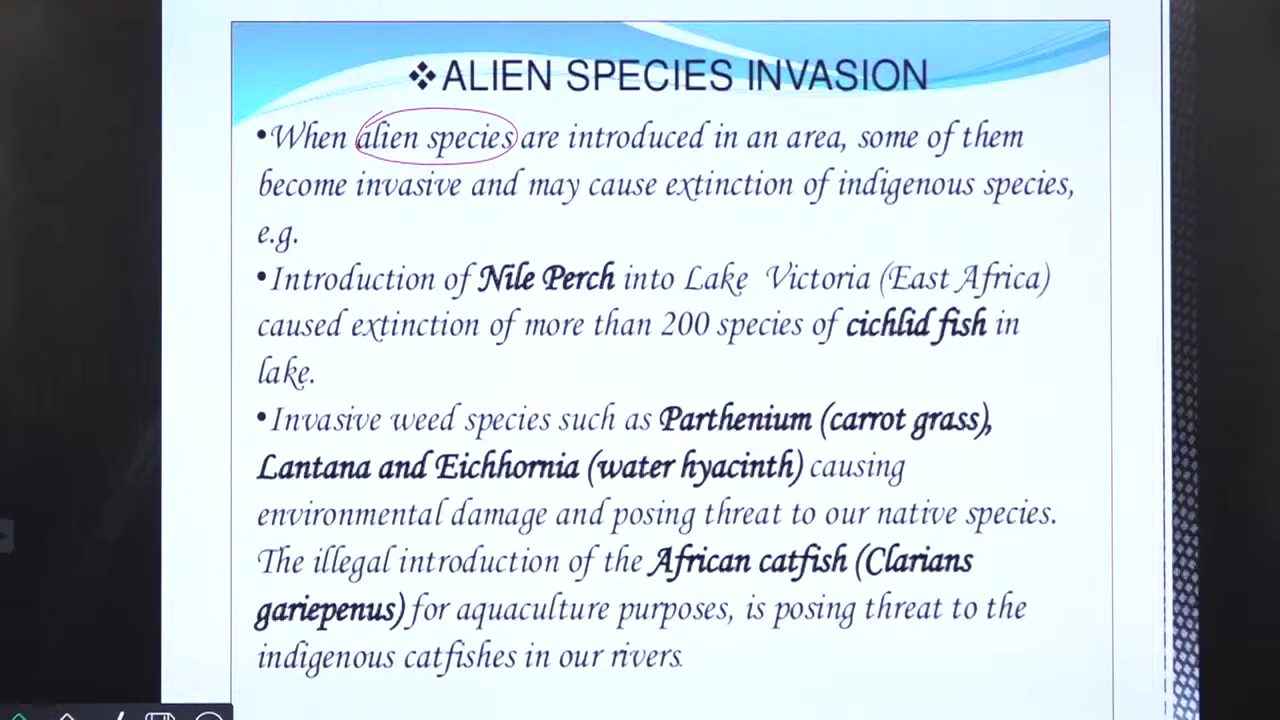 ❖ALIEN SPECIES INVASION
•When alien species are introduced in an area, some of them
become invasive and may cause extinction of indigenous species,
e.g.
•Introduction of Nile Perch into Lake Victoria (East Africa)
caused extinction of more than 200 species of cichlid fish in
lake.
•Invasive weed species such as Parthenium (carrot grass),
Lantana and Eichhornia (water hyacinth) causing
environmental damage and posing threat to our native species.
The illegal introduction of the African catfish (Clarians
gariepenus) for aquaculture purposes, is posing threat to the
indigenous catfishes in our rivers.